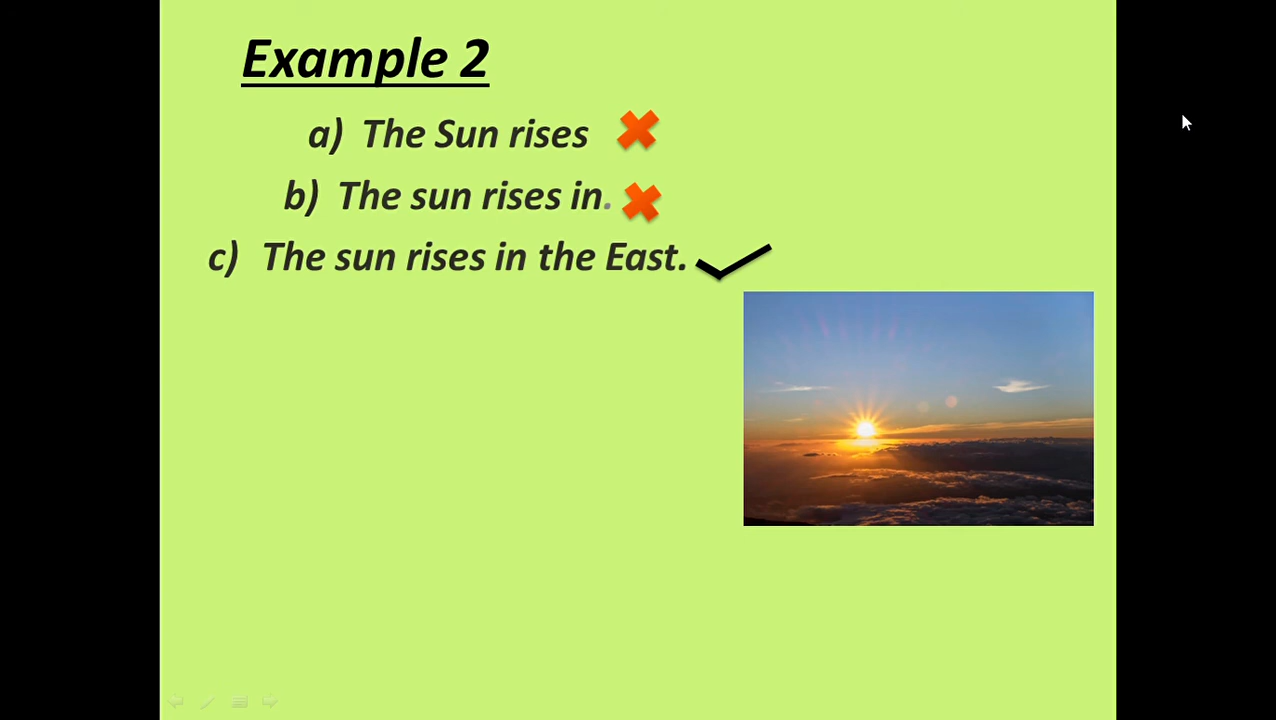 Example 2
a) The Sun rises
b) The sun rises in.
c) The sun rises in the East.